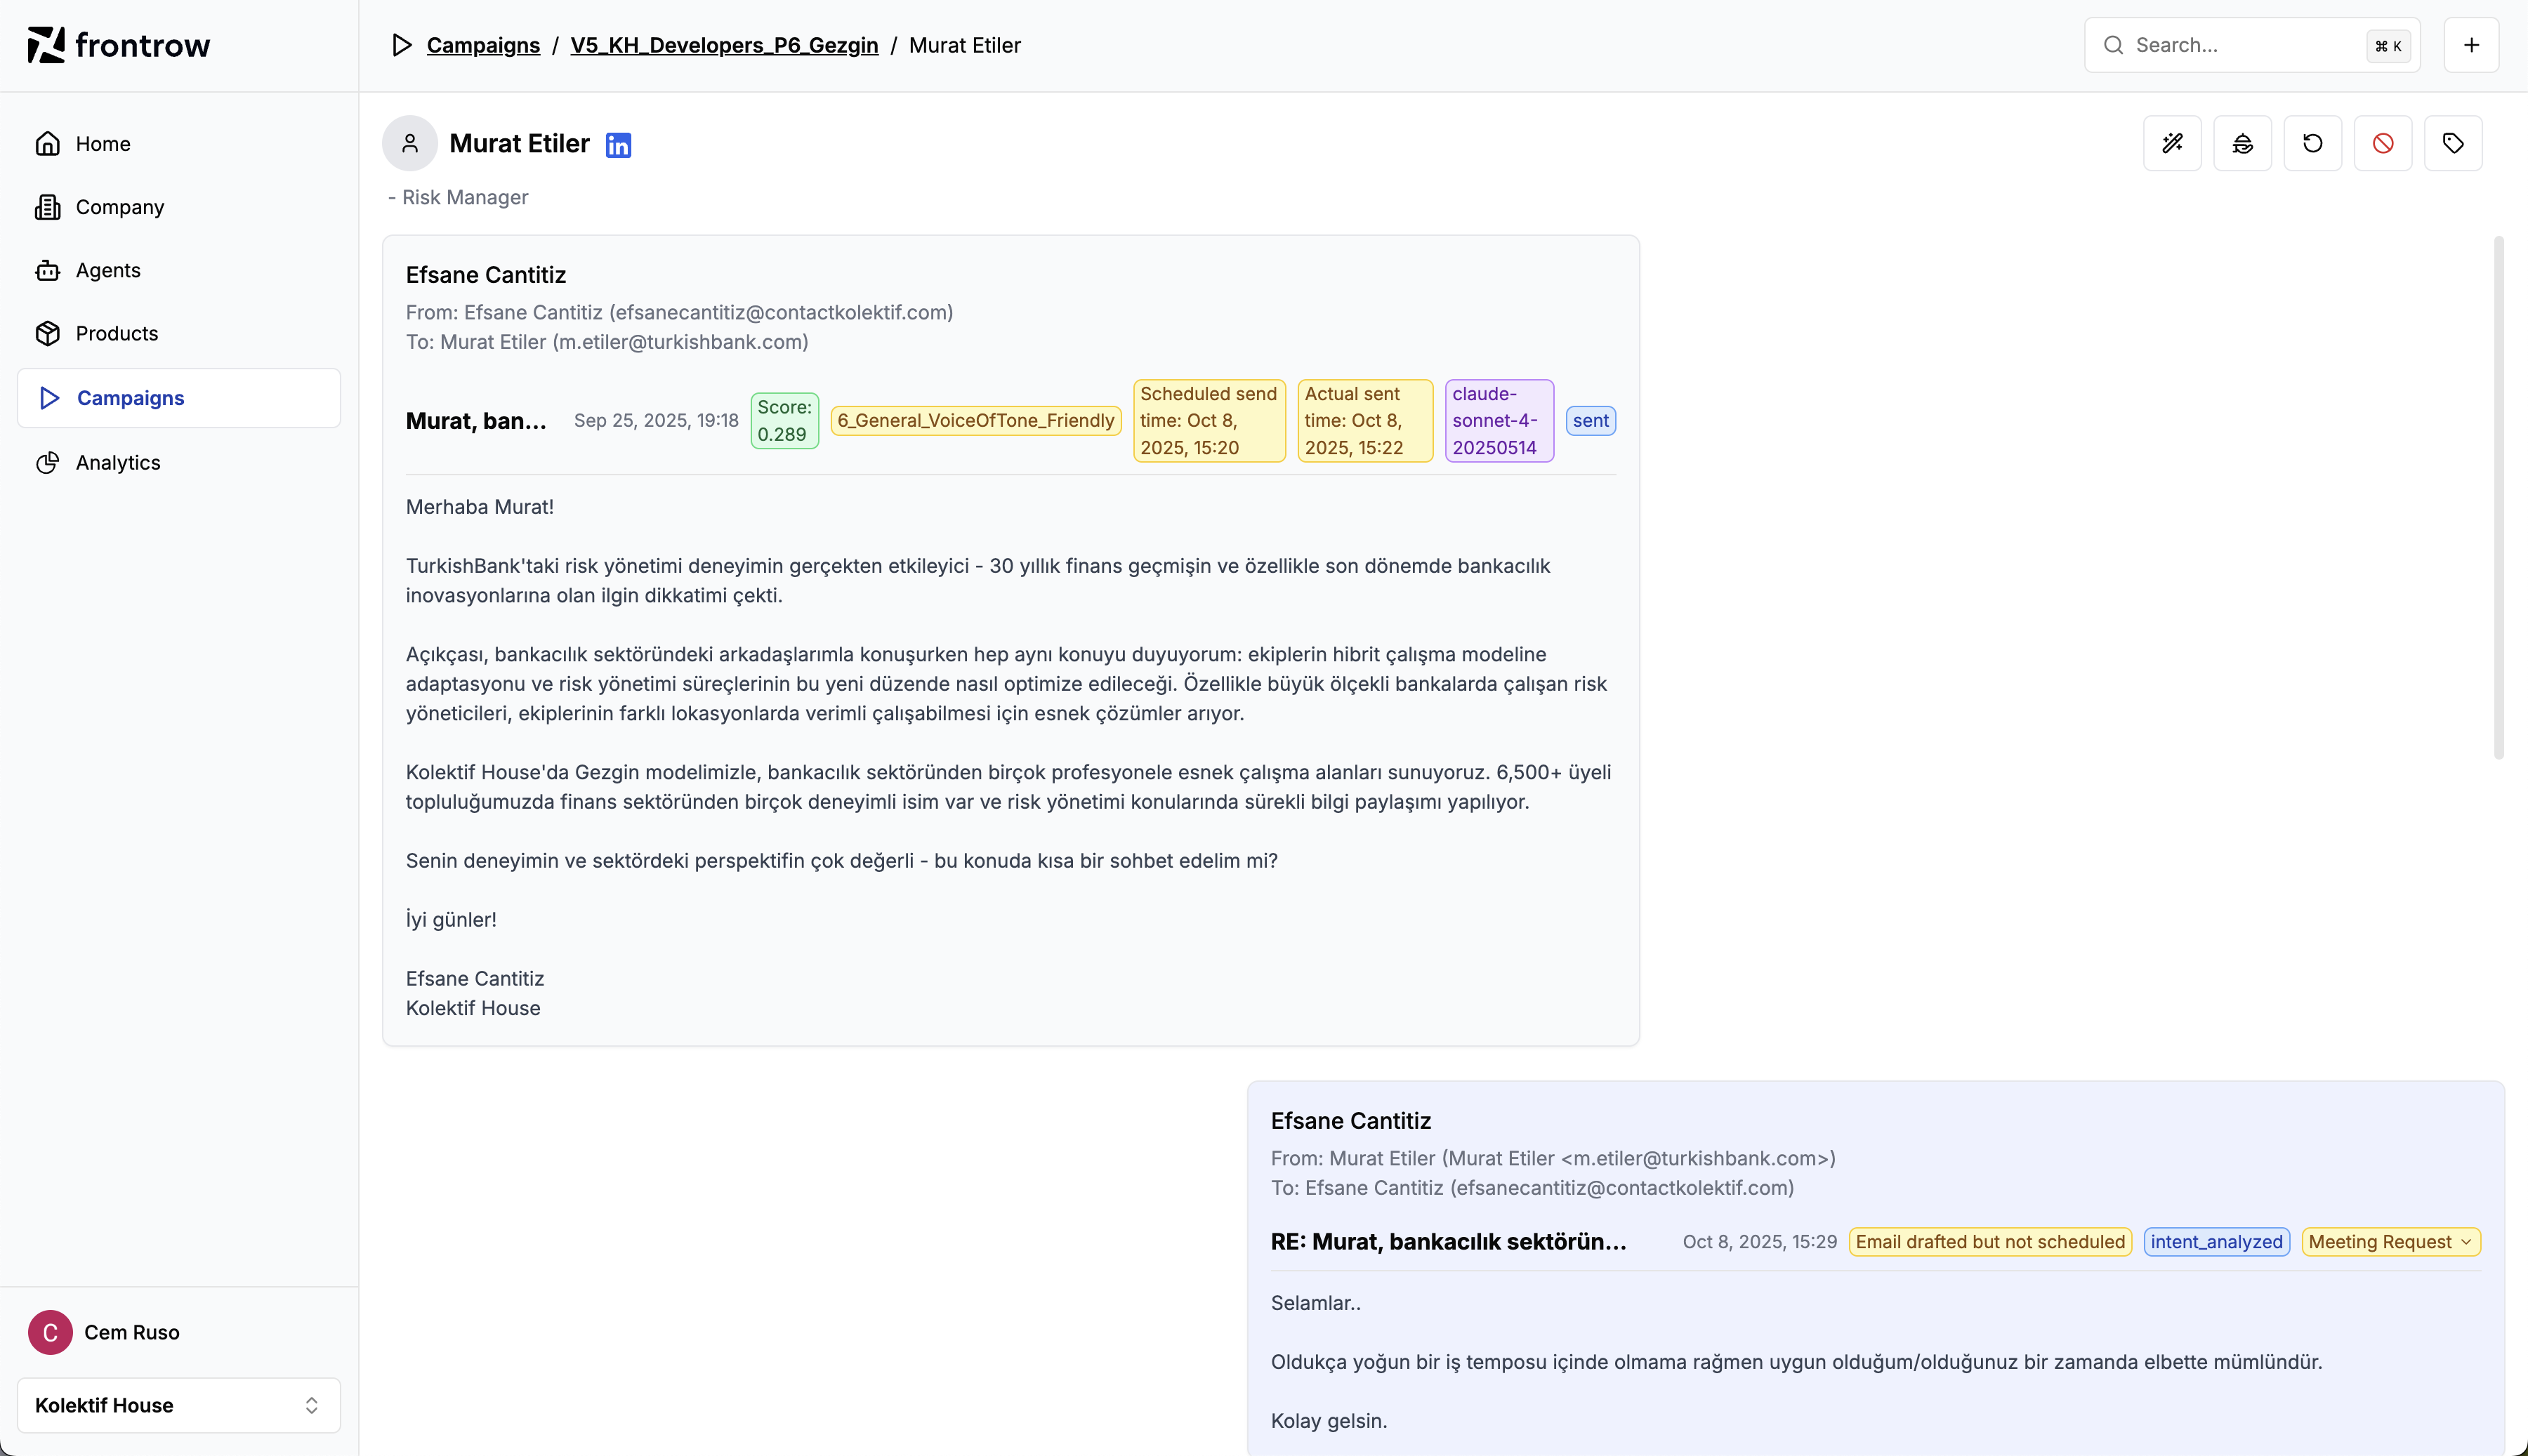 frontrow
Campaigns / V5_KH_Developers_P6_Gezgin / Murat Etiler
Search...
⌘ K
Home
Company
Agents
Products
Campaigns
Analytics
Murat Etiler
in
- Risk Manager
Efsane Cantitiz
From: Efsane Cantitiz (efsanecantitiz@contactkolektif.com)
To: Murat Etiler (m.etiler@turkishbank.com)
Murat, ban...
Sep 25, 2025, 19:18
Score:
0.289
6_General_VoiceOfTone_Friendly
Scheduled send
time: Oct 8,
2025, 15:20
Actual sent
time: Oct 8,
2025, 15:22
claude-
sonnet-4-
20250514
sent
Merhaba Murat!
TurkishBank'taki risk yönetimi deneyimin gerçekten etkileyici - 30 yıllık finans geçmişin ve özellikle son dönemde bankacılık
inovasyonlarına olan ilgin dikkatimi çekti.
Açıkçası, bankacılık sektöründeki arkadaşlarımla konuşurken hep aynı konuyu duyuyorum: ekiplerin hibrit çalışma modeline
adaptasyonu ve risk yönetimi süreçlerinin bu yeni düzende nasıl optimize edileceği. Özellikle büyük ölçekli bankalarda çalışan risk
yöneticileri, ekiplerinin farklı lokasyonlarda verimli çalışabilmesi için esnek çözümler arıyor.
Kolektif House'da Gezgin modelimizle, bankacılık sektöründen birçok profesyonele esnek çalışma alanları sunuyoruz. 6,500+ üyeli
topluluğumuzda finans sektöründen birçok deneyimli isim var ve risk yönetimi konularında sürekli bilgi paylaşımı yapılıyor.
Senin deneyimin ve sektördeki perspektifin çok değerli - bu konuda kısa bir sohbet edelim mi?
İyi günler!
Efsane Cantitiz
Kolektif House
Efsane Cantitiz
From: Murat Etiler (Murat Etiler <m.etiler@turkishbank.com>)
To: Efsane Cantitiz (efsanecantitiz@contactkolektif.com)
RE: Murat, bankacılık sektörün...
Oct 8, 2025, 15:29
Email drafted but not scheduled
intent_analyzed
Meeting Request
Selamlar..
Oldukça yoğun bir iş temposu içinde olmama rağmen uygun olduğum/olduğunuz bir zamanda elbette mümlündür.
Kolay gelsin.
C
Cem Ruso
Kolektif House